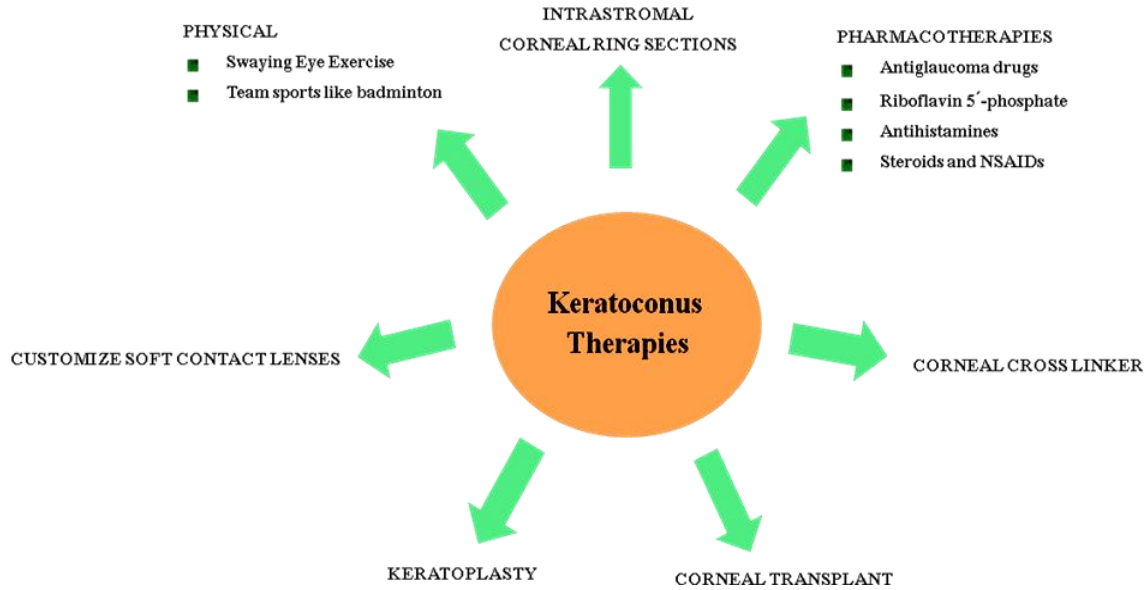 PHYSICAL
Swaying Eye Exercise
Team sports like badminton
INTRASTROMAL
CORNEAL RING SECTIONS
PHARMACOTHERAPIES
Antiglaucoma drugs
Riboflavin 5´-phosphate
Antihistamines
Steroids and NSAIDs
Keratoconus
Therapies
CUSTOMIZE SOFT CONTACT LENSES
CORNEAL CROSS LINKER
KERATOPLASTY
CORNEAL TRANSPLANT